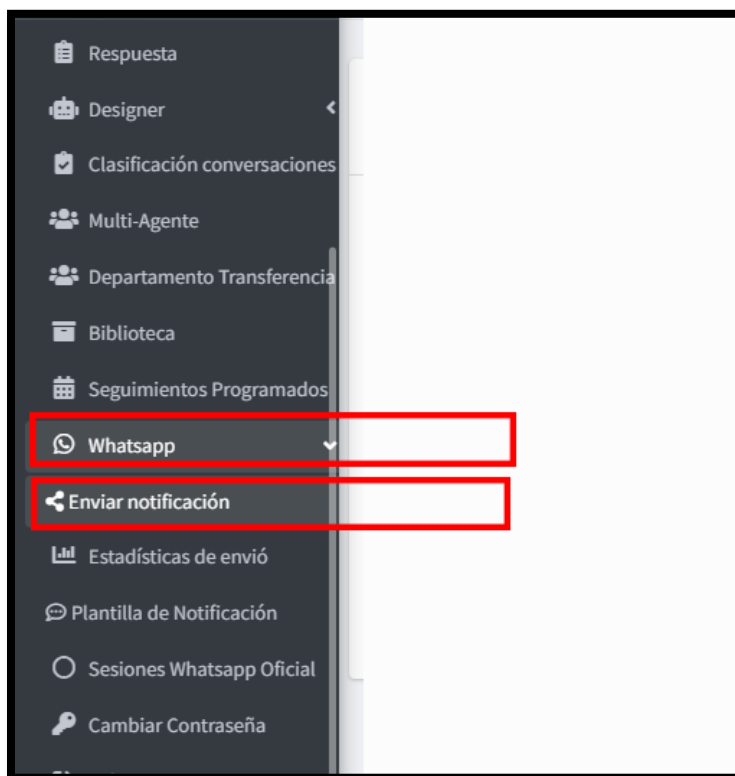 Respuesta
Designer
Clasificación conversaciones
Multi-Agente
Departamento Transferencia
Biblioteca
Seguimientos Programados
Whatsapp
Enviar notificación
Estadísticas de envió
Plantilla de Notificación
Sesiones Whatsapp Oficial
Cambiar Contraseña